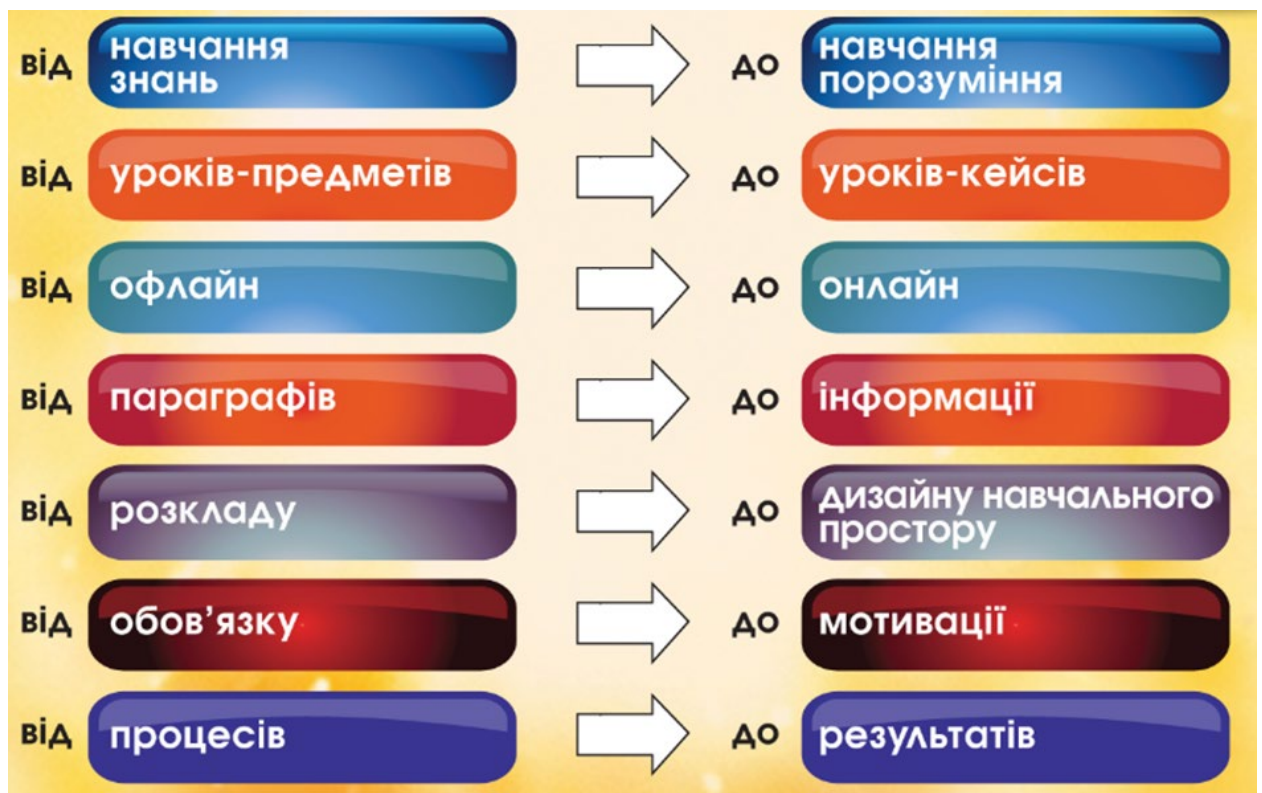 від навчання знань до навчання порозуміння
від уроків-предметів до уроків-кейсів
від офлайн до онлайн
від параграфів до інформації
від розкладу до дизайну навчального простору
від обов’язку до мотивації
від процесів до результатів